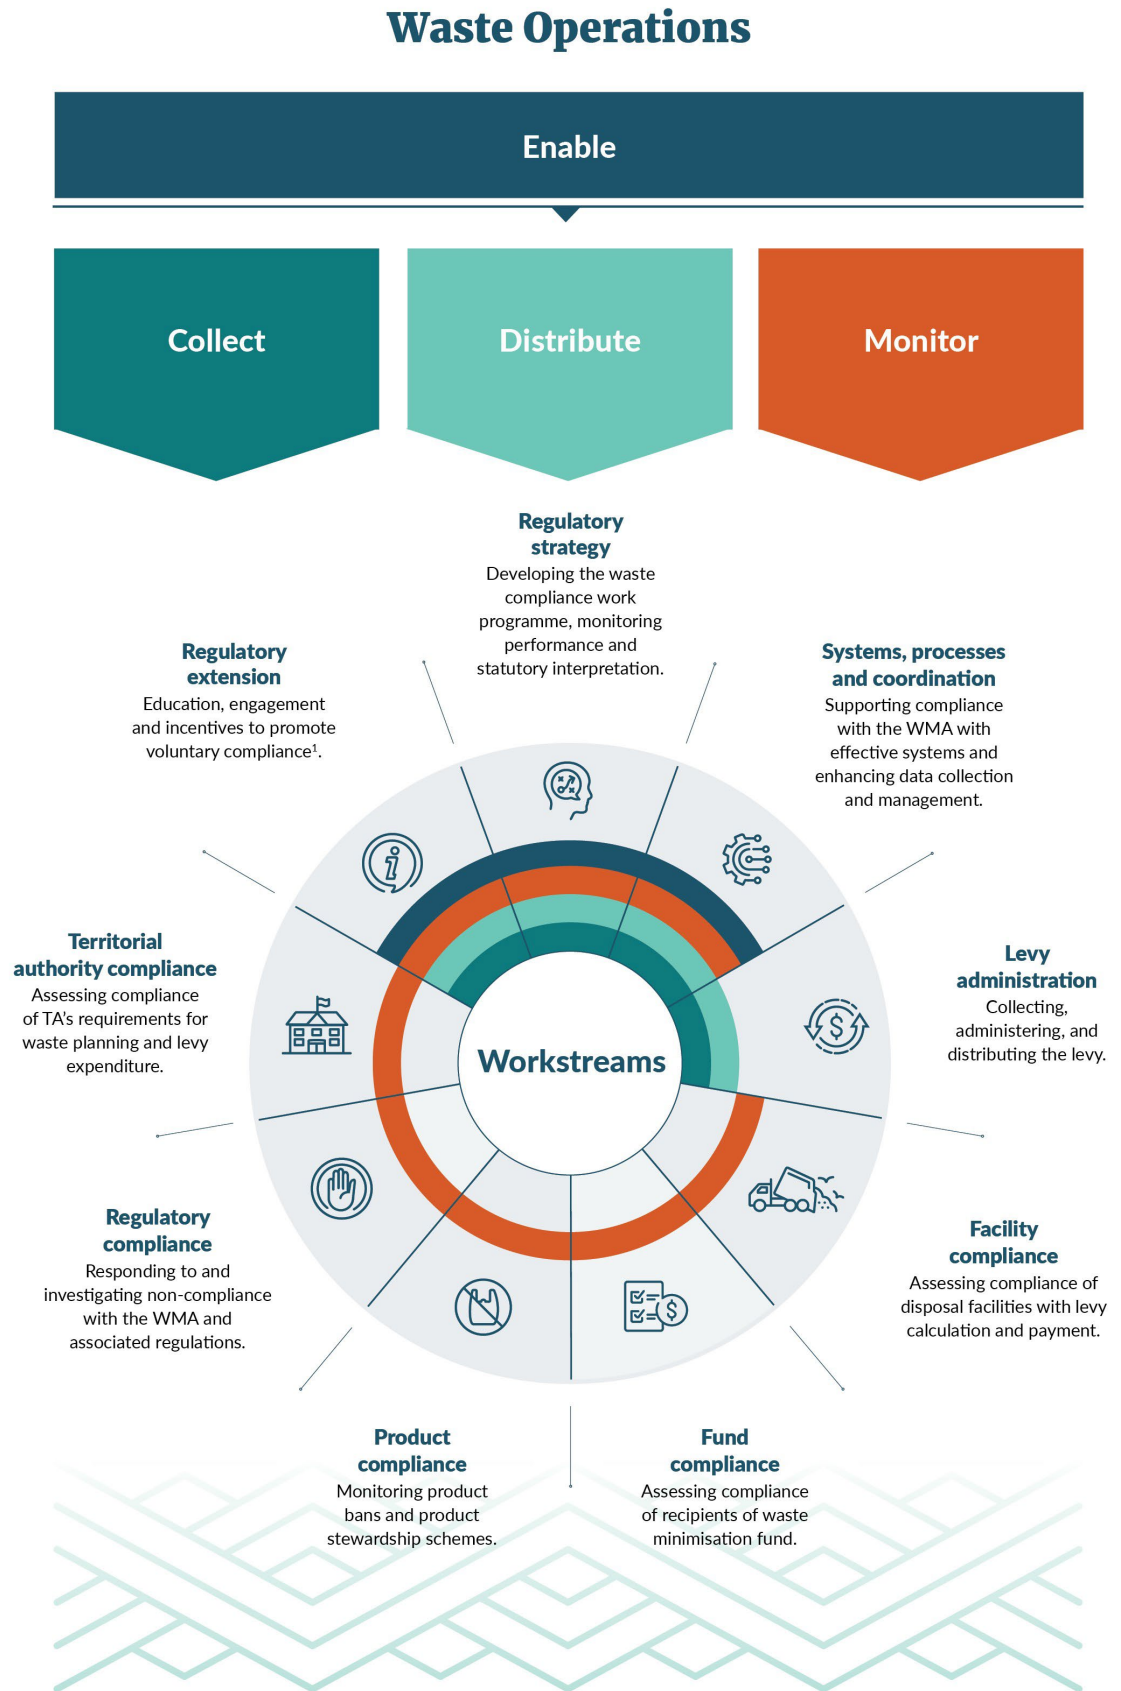 Waste Operations
Enable
Collect
Distribute
Monitor
Regulatory
strategy
Developing the waste
compliance work
programme, monitoring
performance and
statutory interpretation.
Regulatory
extension
Education, engagement
and incentives to promote
voluntary compliance¹.
Systems, processes
and coordination
Supporting compliance
with the WMA with
effective systems and
enhancing data collection
and management.
Territorial
authority compliance
Assessing compliance
of TA's requirements for
waste planning and levy
expenditure.
Levy
administration
Collecting,
administering, and
distributing the levy.
Workstreams
Regulatory
compliance
Responding to and
investigating non-compliance
with the WMA and
associated regulations.
Facility
compliance
Assessing compliance of
disposal facilities with levy
calculation and payment.
Product
compliance
Monitoring product
bans and product
stewardship schemes.
Fund
compliance
Assessing compliance
of recipients of waste
minimisation fund.